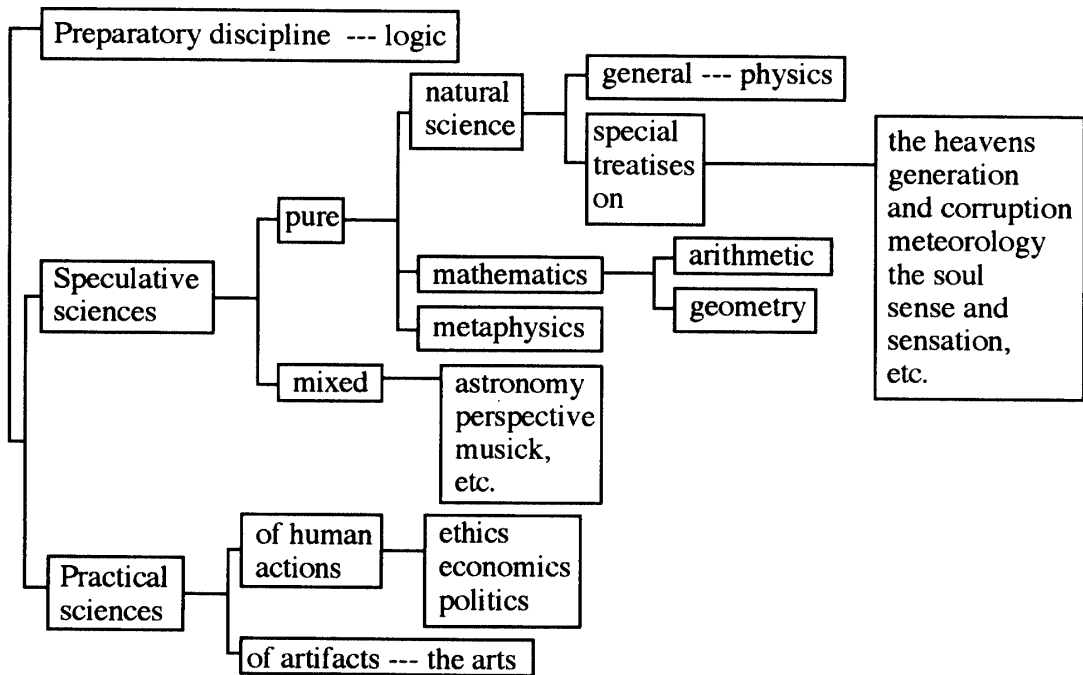 Preparatory discipline --- logic
natural
science
general --- physics
special
treatises
on
the heavens
generation
and corruption
meteorology
the soul
sense and
sensation,
etc.
pure
Speculative
sciences
mathematics
arithmetic
geometry
metaphysics
mixed
astronomy
perspective
musick,
etc.
Practical
sciences
of human
actions
ethics
economics
politics
of artifacts --- the arts